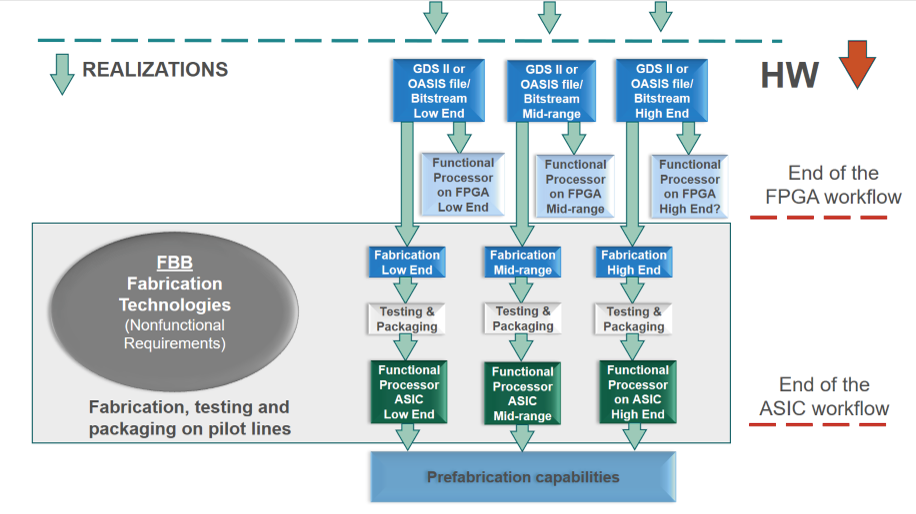 REALIZATIONS
HW
GDS II or
OASIS file/
Bitstream
Low End
GDS II or
OASIS file/
Bitstream
Mid-range
GDS II or
OASIS file/
Bitstream
High End
Functional
Processor
on FPGA
Low End
Functional
Processor
on FPGA
Mid-range
Functional
Processor
on FPGA
High End?
End of the
FPGA workflow
FBB
Fabrication
Technologies
(Nonfunctional
Requirements)
Fabrication, testing and
packaging on pilot lines
Fabrication
Low End
Fabrication
Mid-range
Fabrication
High End
Testing &
Packaging
Testing &
Packaging
Testing &
Packaging
Functional
Processor
ASIC
Low End
Functional
Processor
ASIC
Mid-range
Functional
Processor
on ASIC
High End
End of the
ASIC workflow
Prefabrication capabilities